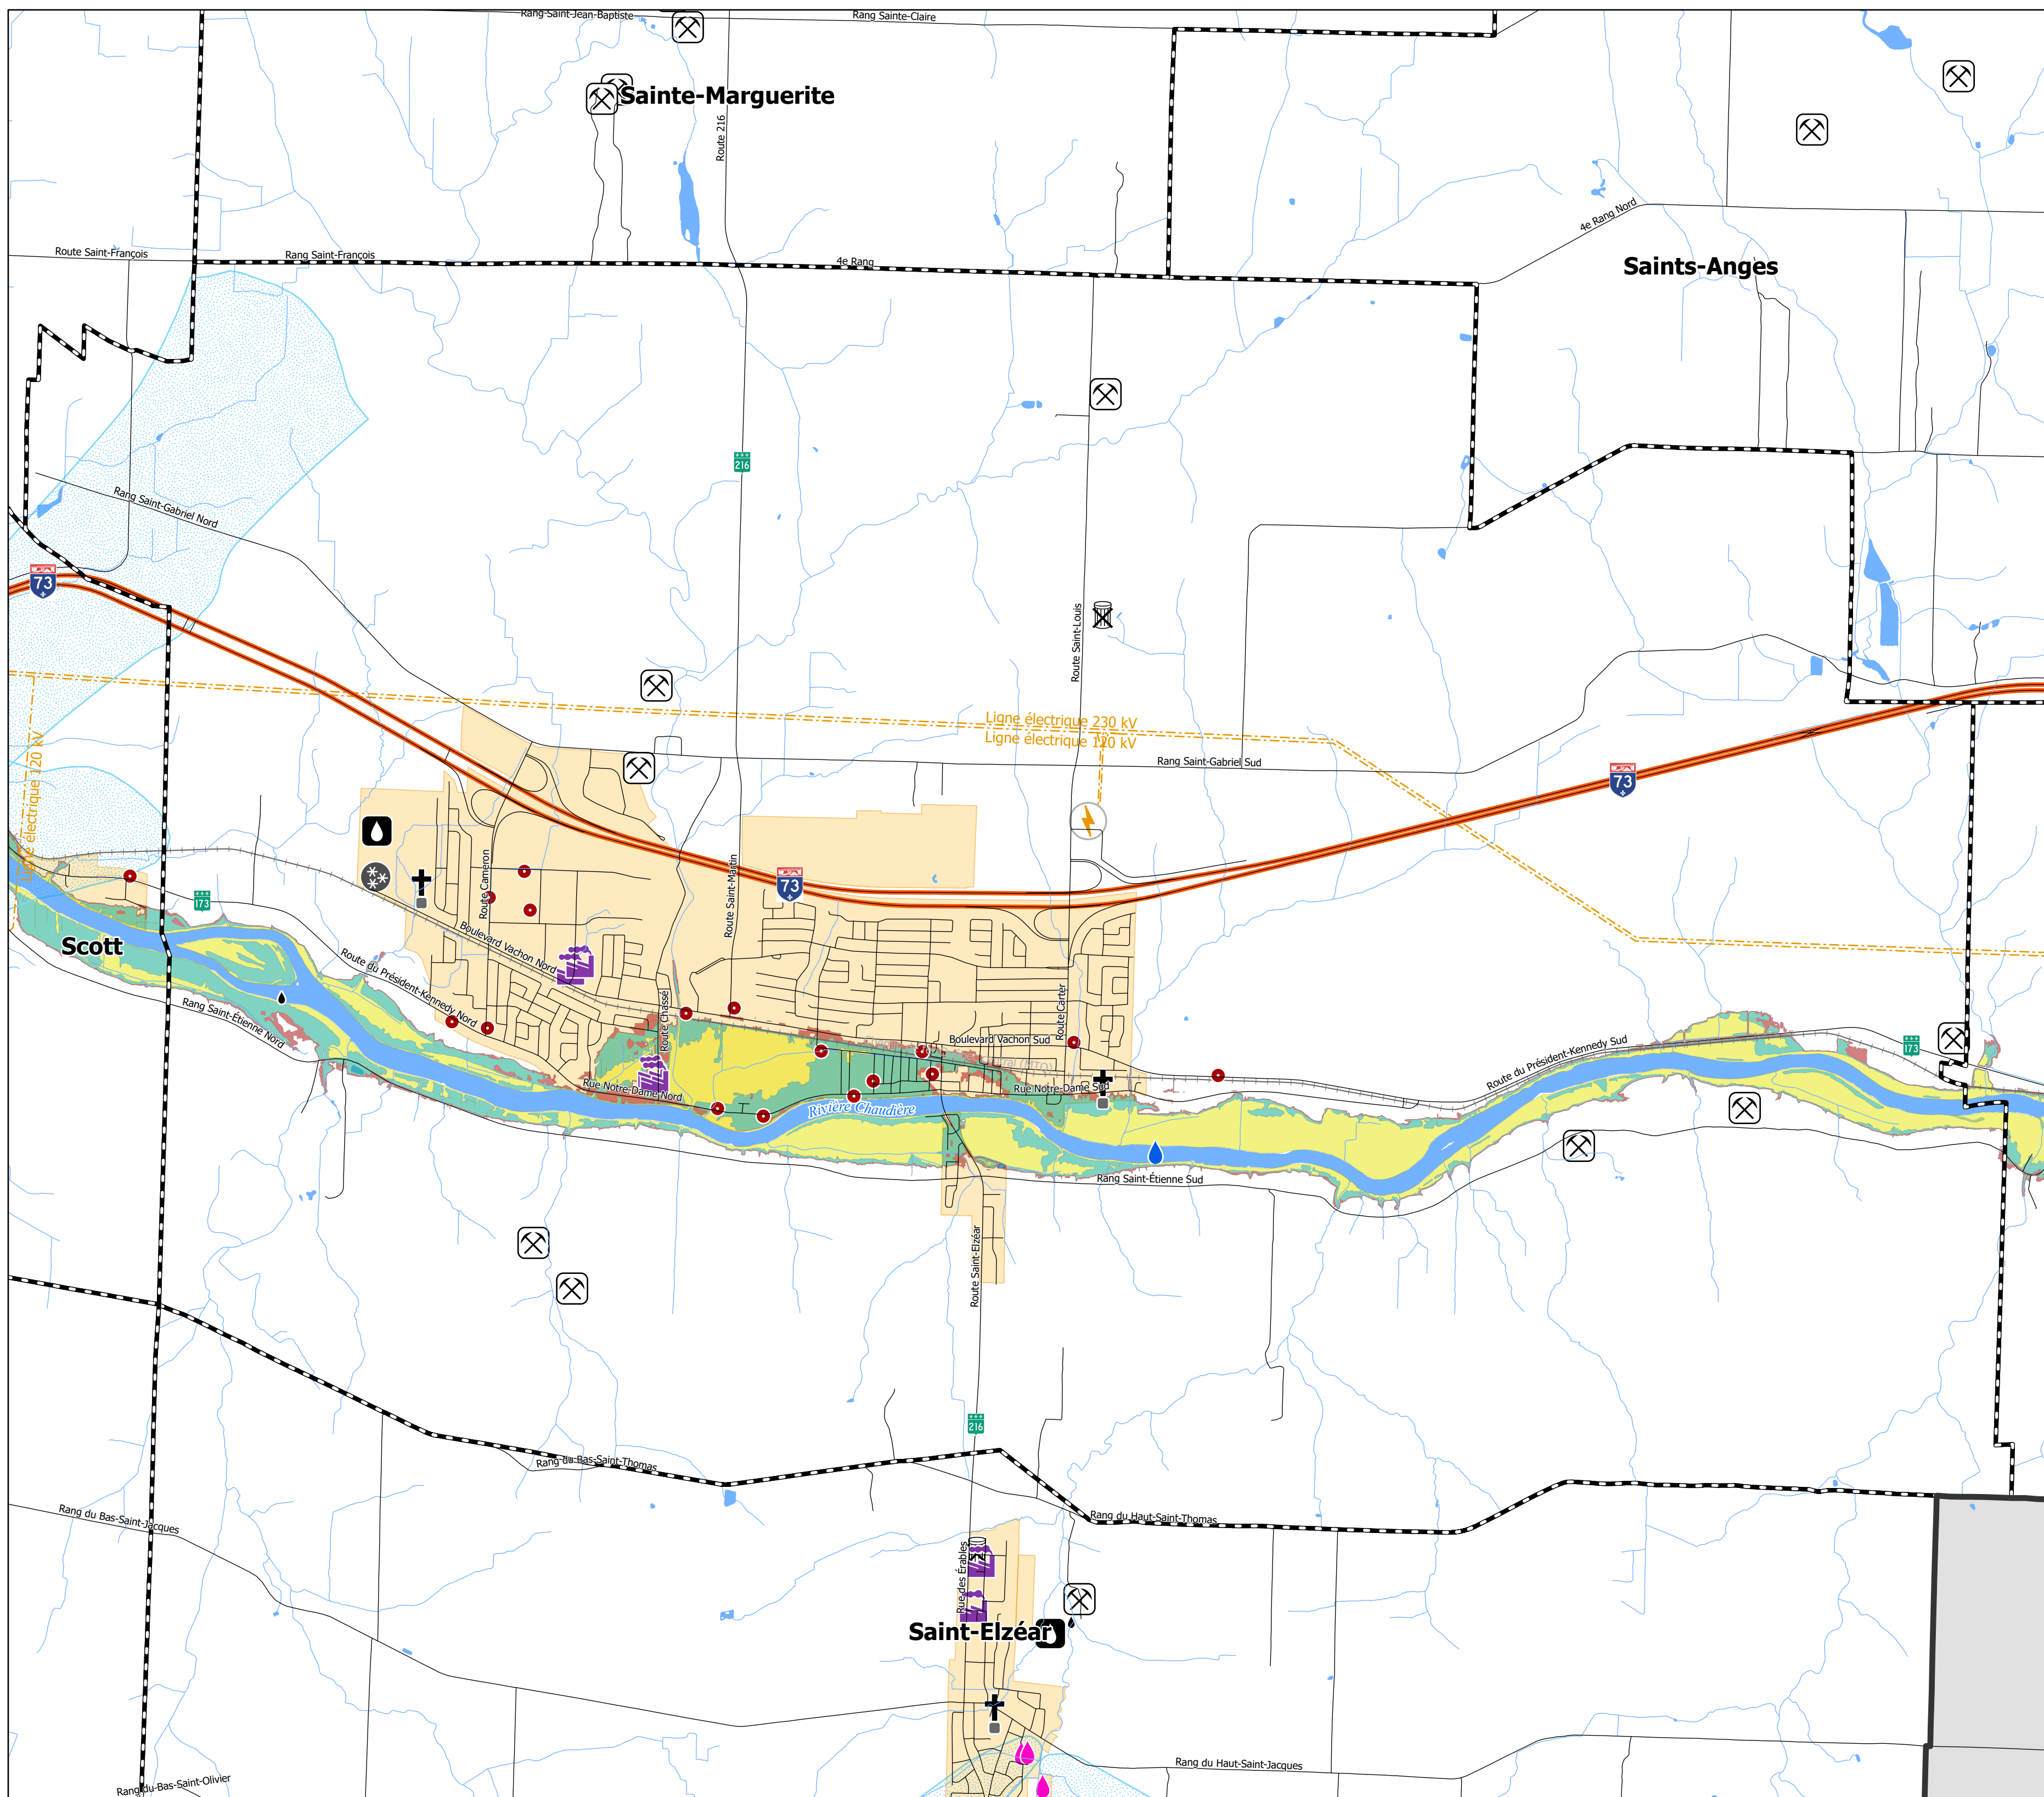 Rang Saint-Jean-Baptiste
Rang Sainte-Claire
Sainte-Marguerite
Route 216
4e Rang Nord
Route Saint-François
Rang Saint-François
4e Rang
Saints-Anges
216
Rang Saint-Gabriel Nord
73
Route Saint-Louis
Ligne électrique 230 kV
Ligne électrique 120 kV
Rang Saint-Gabriel Sud
73
Ligne électrique 120 kV
Route Cameron
Route Saint-Martin
73
173
Scott
Boulevard Vachon Nord
Route du Président-Kennedy Nord
Rang Saint-Étienne Nord
Route Chassé
Route Carter
Boulevard Vachon Sud
Route du Président-Kennedy Sud
173
Rue Notre-Dame Nord
Rue Notre-Dame Sud
Rivière Chaudière
Rang Saint-Étienne Sud
Route Saint-Elzéar
216
Rang du Bas-Saint-Thomas
Rang du Bas-Saint-Jacques
Rang du Haut-Saint-Thomas
Rue des Érables
Saint-Elzéar
Rang du Haut-Saint-Jacques
Rang du Bas-Saint-Olivier